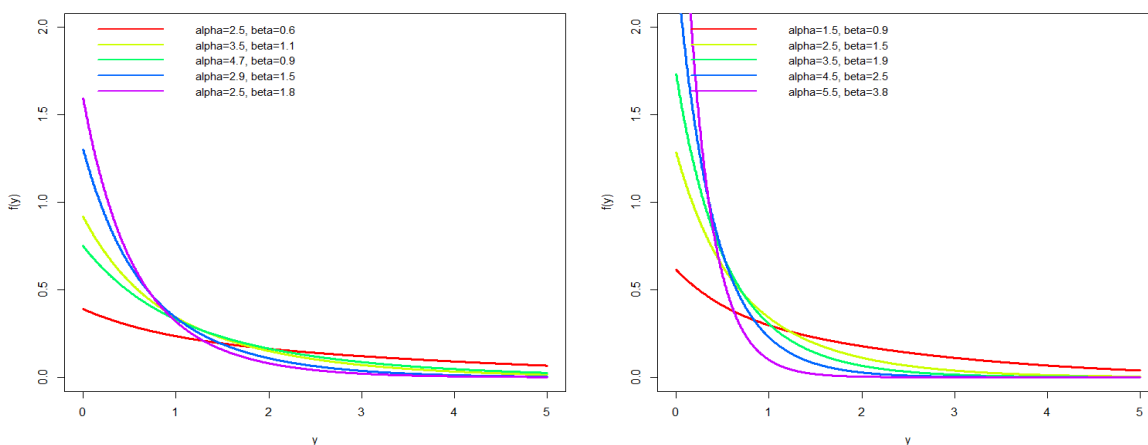 alpha=2.5, beta=0.6
alpha=3.5, beta=1.1
alpha=4.7, beta=0.9
alpha=2.9, beta=1.5
alpha=2.5, beta=1.8
f(y)
2.0
1.5
1.0
0.5
0.0
0 1 2 3 4 5
y
alpha=1.5, beta=0.9
alpha=2.5, beta=1.5
alpha=3.5, beta=1.9
alpha=4.5, beta=2.5
alpha=5.5, beta=3.8
f(y)
2.0
1.5
1.0
0.5
0.0
0 1 2 3 4 5
y